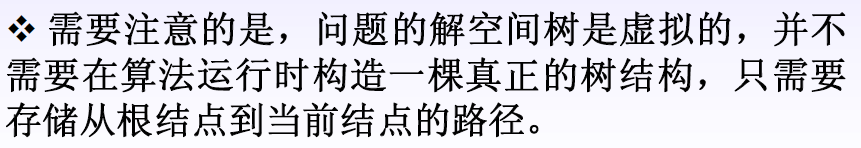 ❖ 需要注意的是，问题的解空间树是虚拟的，并不
需要在算法运行时构造一棵真正的树结构，只需要
存储从根结点到当前结点的路径。